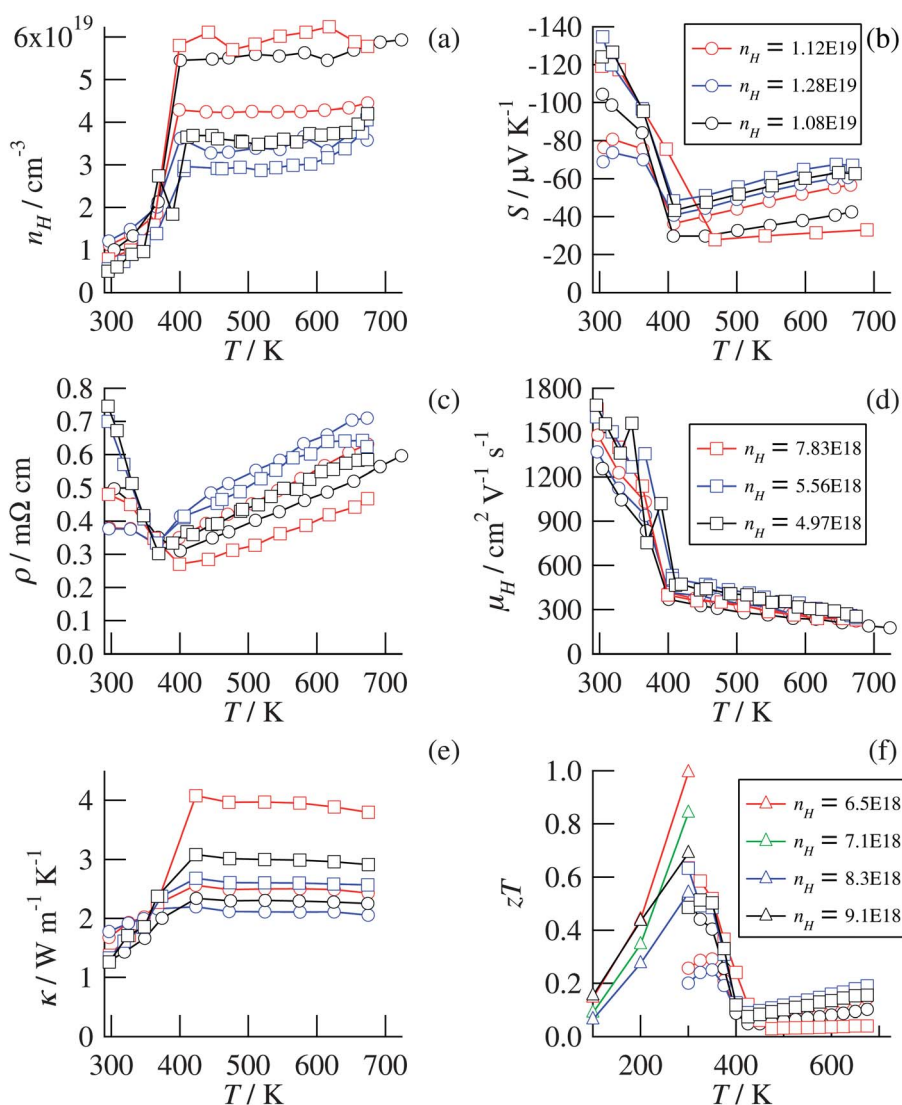 (a)
6x10¹⁹
5
4
3
2
1
0
n_H / cm⁻³
300 400 500 600 700
T / K
(b)
-140
-120
-100
-80
-60
-40
-20
0
S / µV K⁻¹
n_H = 1.12E19
n_H = 1.28E19
n_H = 1.08E19
300 400 500 600 700
T / K
(c)
0.8
0.7
0.6
0.5
0.4
0.3
0.2
0.1
0.0
ρ / mΩ cm
300 400 500 600 700
T / K
(d)
1800
1600
1400
1200
900
600
300
0
µ_H / cm² V⁻¹ s⁻¹
n_H = 7.83E18
n_H = 5.56E18
n_H = 4.97E18
300 400 500 600 700
T / K
(e)
4
3
2
1
0
κ / W m⁻¹ K⁻¹
300 400 500 600 700
T / K
(f)
1.0
0.8
0.6
0.4
0.2
0.0
zT
n_H = 6.5E18
n_H = 7.1E18
n_H = 8.3E18
n_H = 9.1E18
200 400 600
T / K